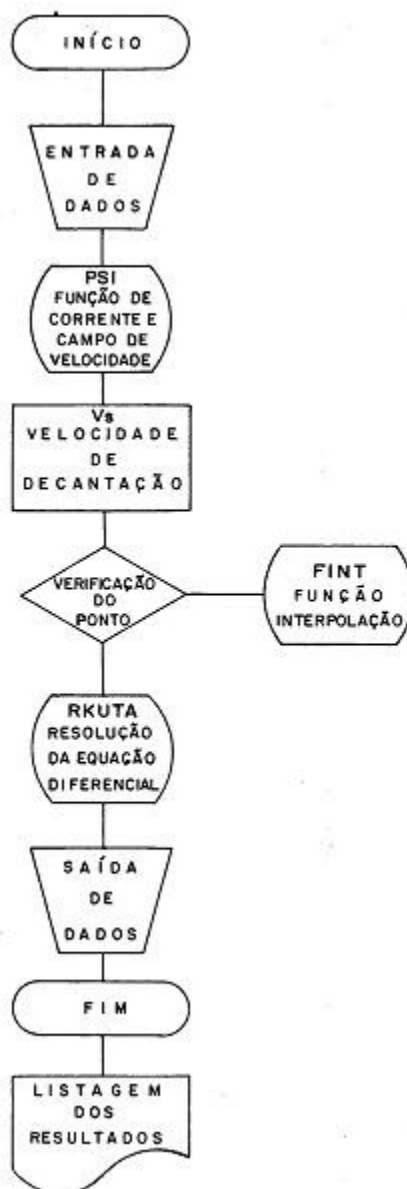 INÍCIO
ENTRADA
DE
DADOS
PSI
FUNÇÃO DE
CORRENTE E
CAMPO DE
VELOCIDADE
Vs
VELOCIDADE
DE
DECANTAÇÃO
VERIFICAÇÃO
DO
PONTO
FINT
FUNÇÃO
INTERPOLAÇÃO
RKUTA
RESOLUÇÃO
DA EQUAÇÃO
DIFERENCIAL
SAÍDA
DE
DADOS
FIM
LISTAGEM
DOS
RESULTADOS